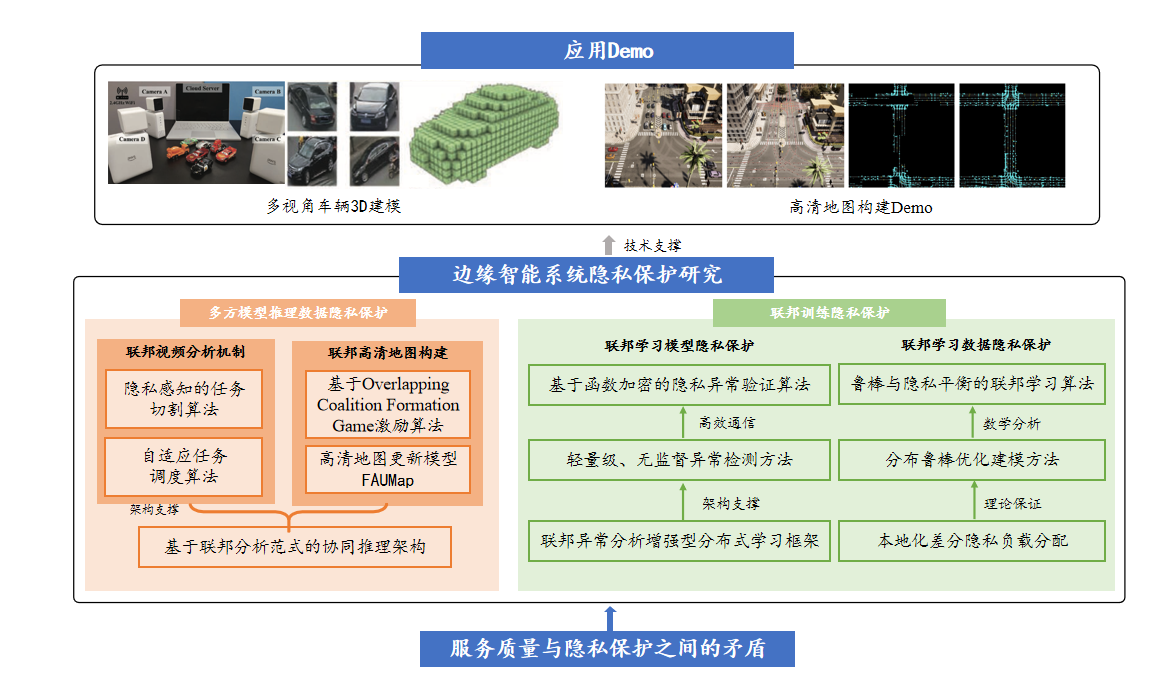 应用Demo
2.4GHz WiFi
Camera A
Cloud Server
Camera B
Camera D
Camera C
多视角车辆3D建模
高清地图构建Demo
技术支撑
边缘智能系统隐私保护研究
多方模型推理数据隐私保护
联邦视频分析机制
隐私感知的任务
切割算法
自适应任务
调度算法
联邦高清地图构建
基于Overlapping
Coalition Formation
Game激励算法
高清地图更新模型
FAUMap
架构支撑
基于联邦分析范式的协同推理架构
联邦训练隐私保护
联邦学习模型隐私保护
基于函数加密的隐私异常验证算法
高效通信
轻量级、无监督异常检测方法
架构支撑
联邦异常分析增强型分布式学习框架
联邦学习数据隐私保护
鲁棒与隐私平衡的联邦学习算法
数学分析
分布鲁棒优化建模方法
理论保证
本地化差分隐私负载分配
服务质量与隐私保护之间的矛盾